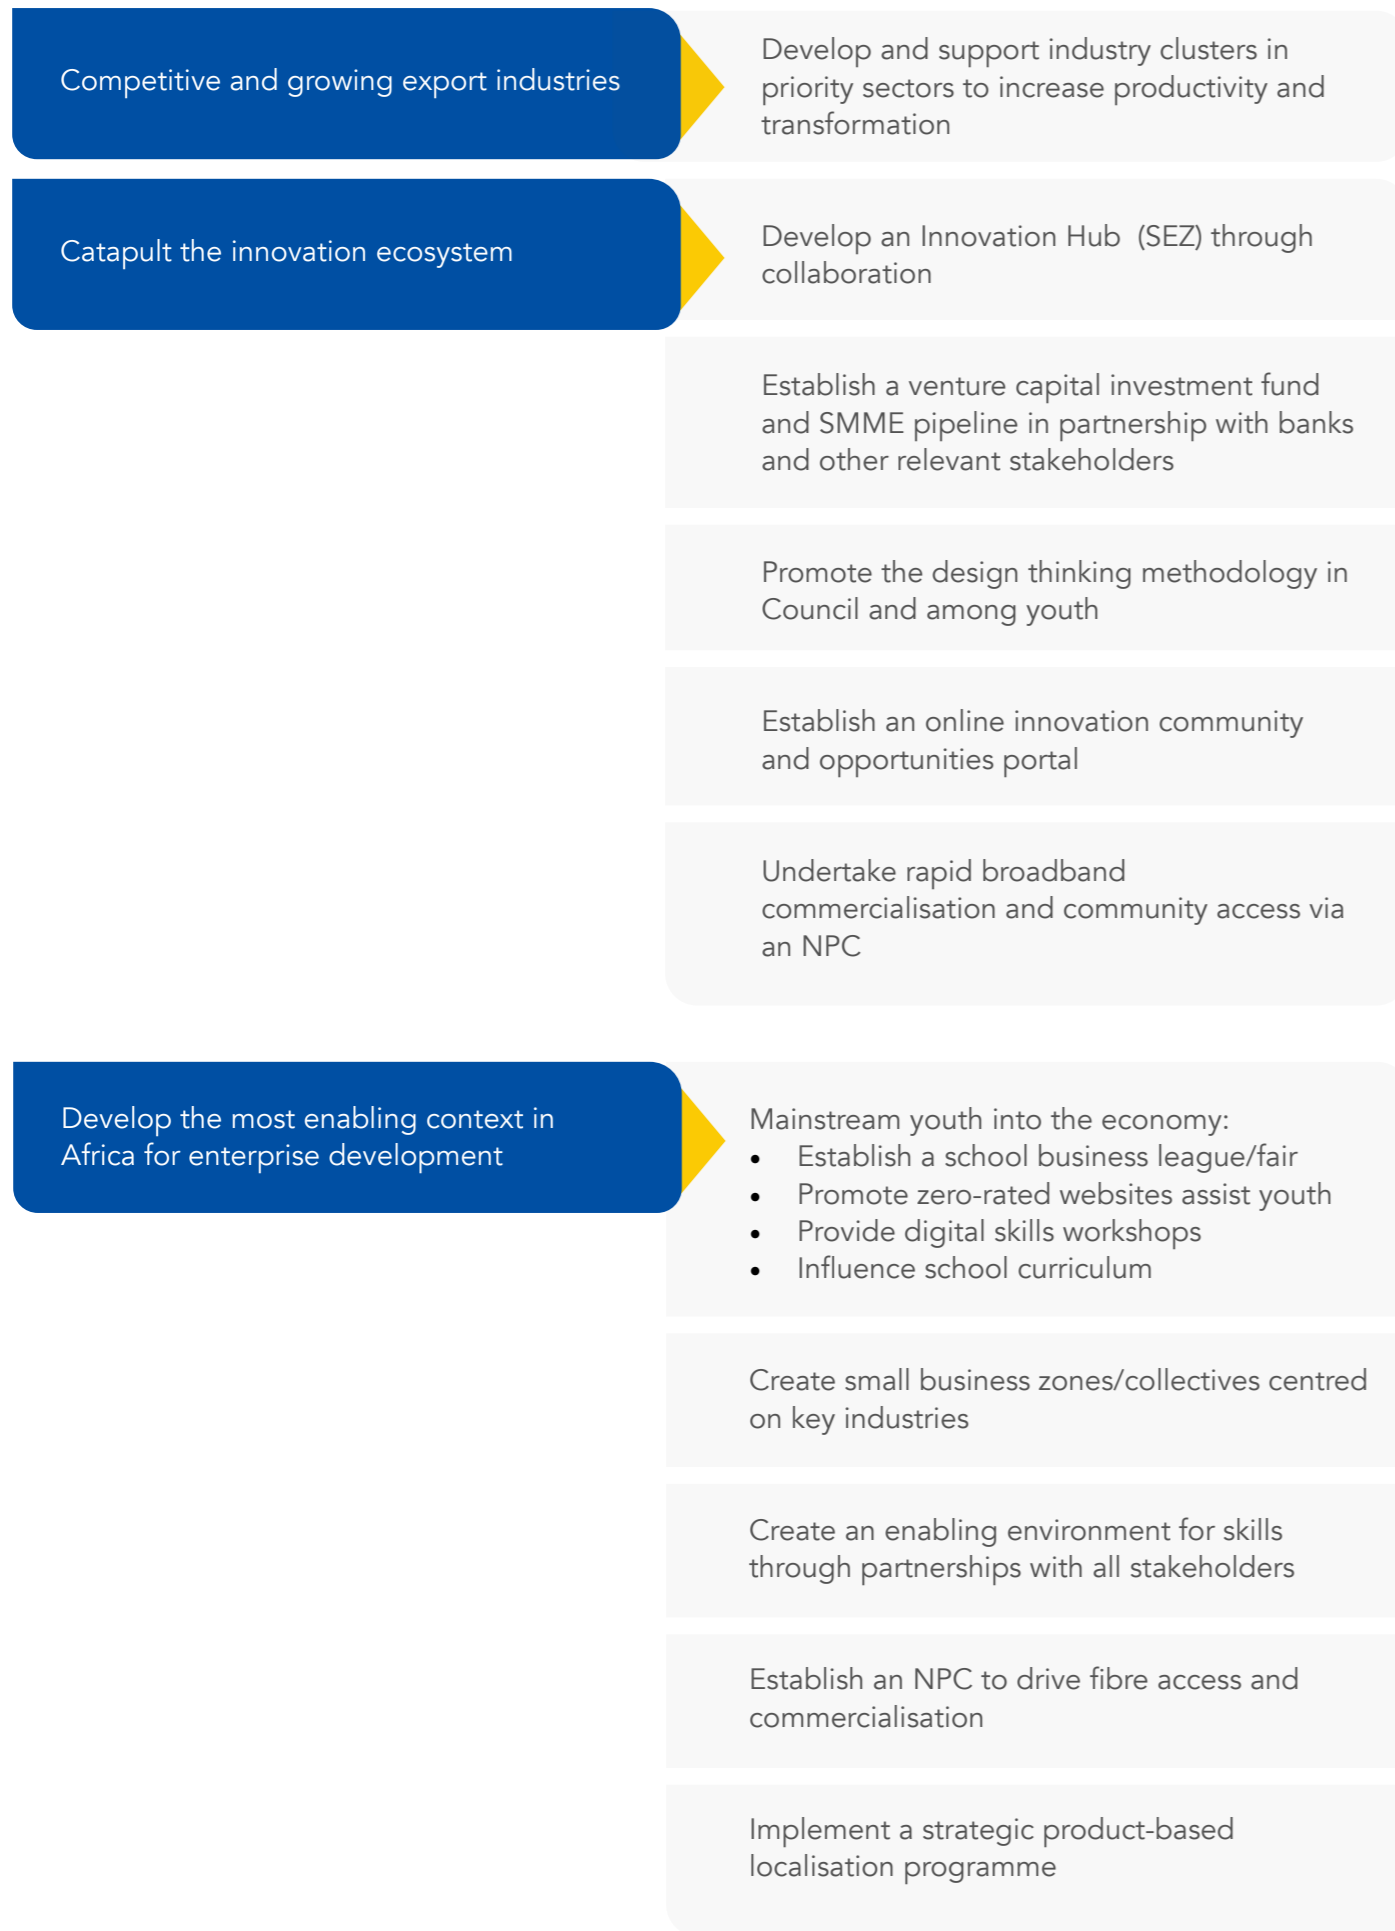 Competitive and growing export industries
Develop and support industry clusters in
priority sectors to increase productivity and
transformation
Catapult the innovation ecosystem
Develop an Innovation Hub  (SEZ) through
collaboration
Establish a venture capital investment fund
and SMME pipeline in partnership with banks
and other relevant stakeholders
Promote the design thinking methodology in
Council and among youth
Establish an online innovation community
and opportunities portal
Undertake rapid broadband
commercialisation and community access via
an NPC
Develop the most enabling context in
Africa for enterprise development
Mainstream youth into the economy:
• Establish a school business league/fair
• Promote zero-rated websites assist youth
• Provide digital skills workshops
• Influence school curriculum
Create small business zones/collectives centred
on key industries
Create an enabling environment for skills
through partnerships with all stakeholders
Establish an NPC to drive fibre access and
commercialisation
Implement a strategic product-based
localisation programme